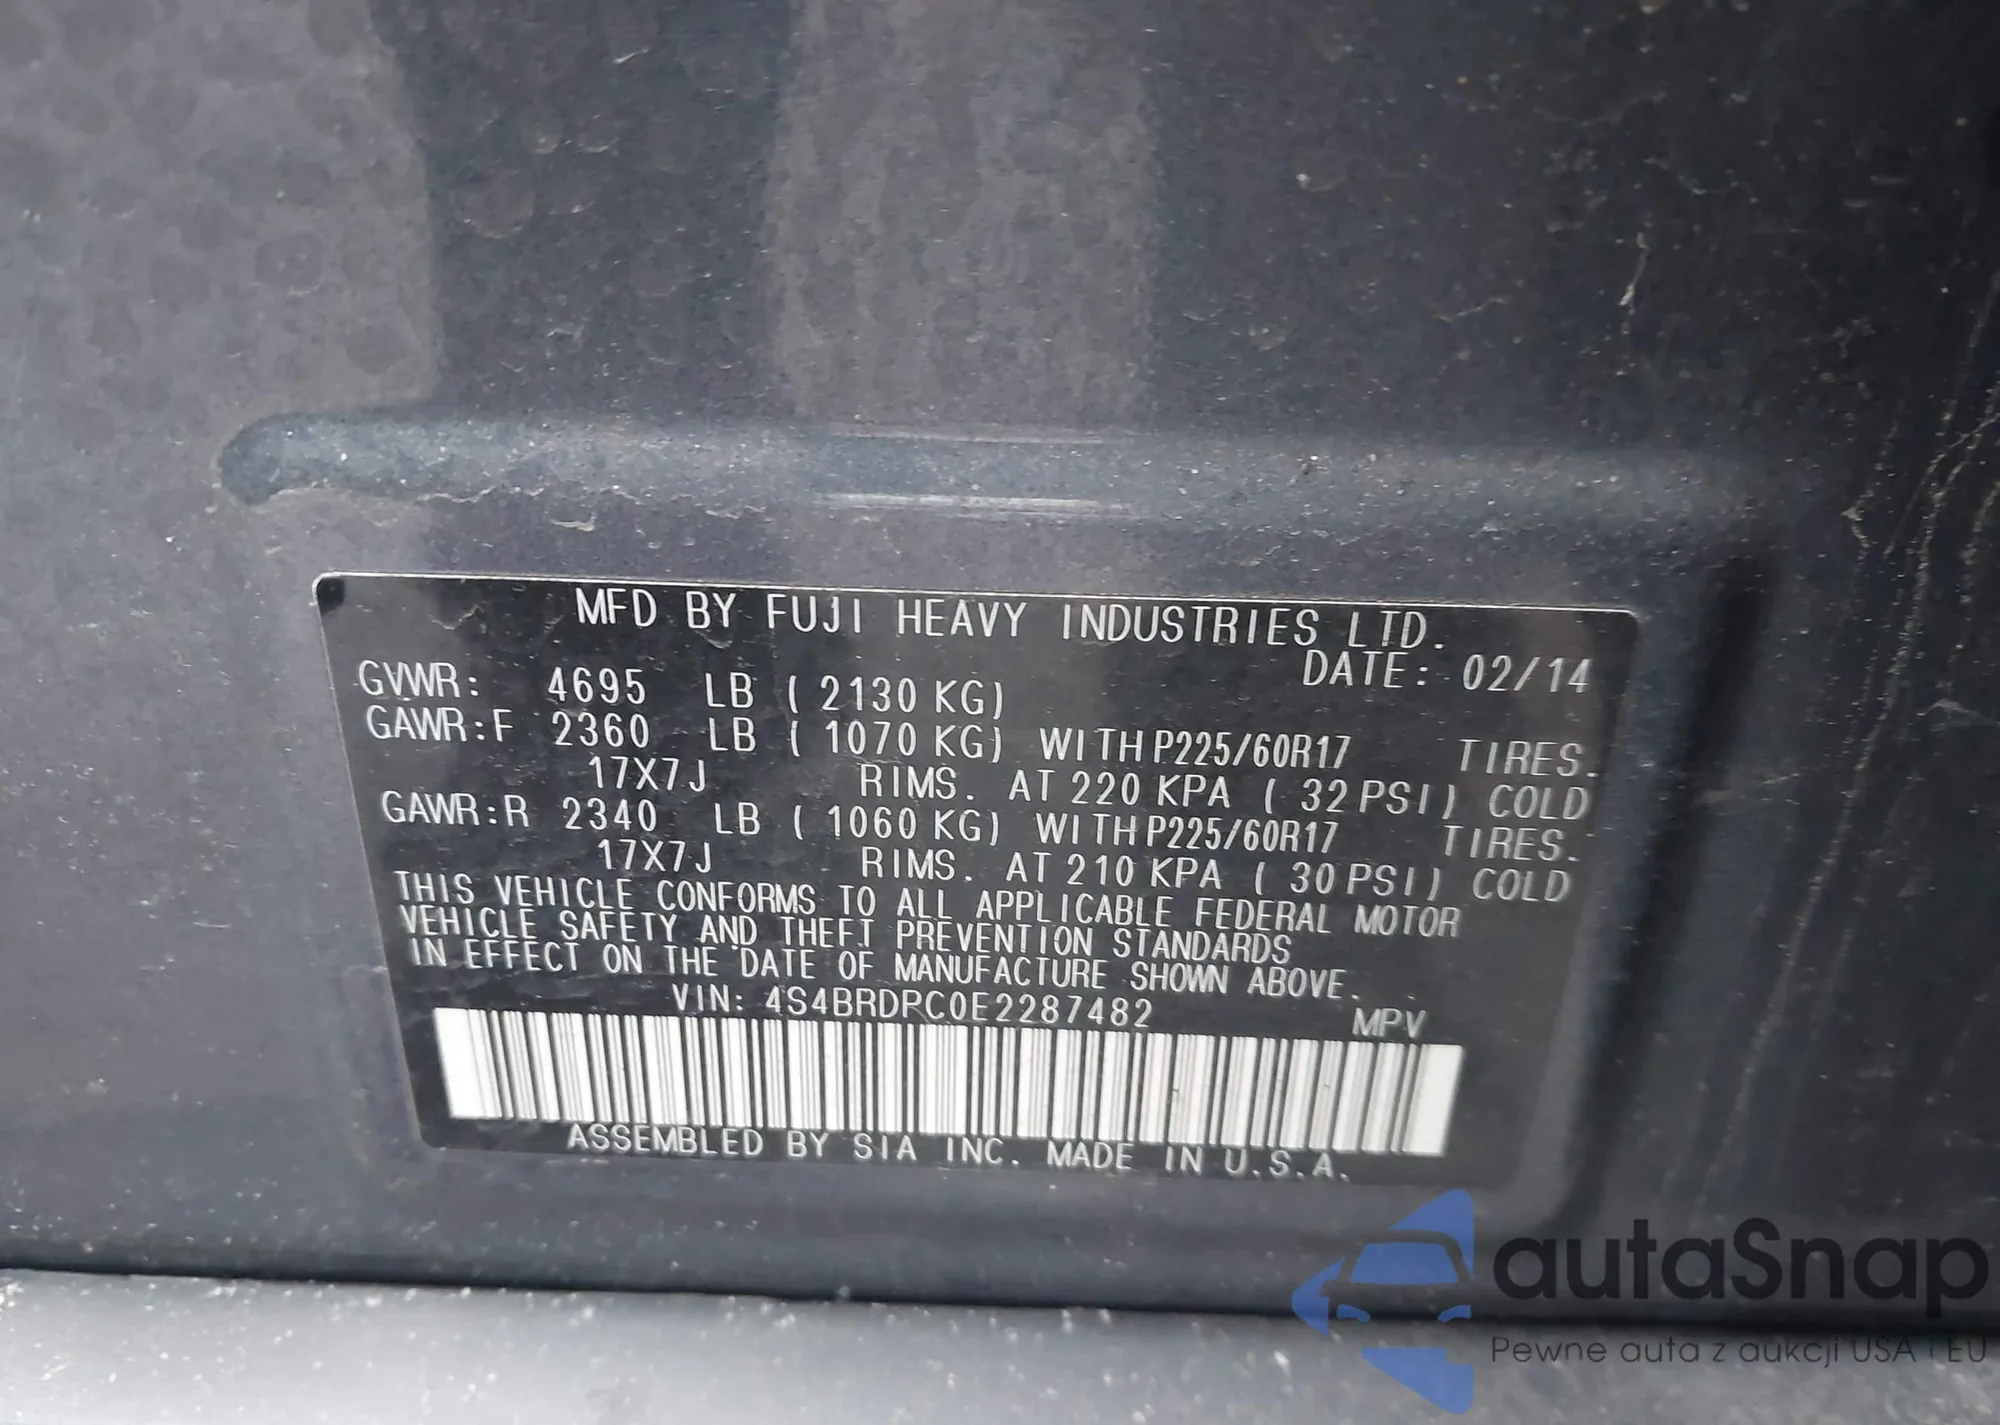 MFD BY FUJI HEAVY INDUSTRIES LTD.
DATE: 02/14
GVWR: 4695 LB ( 2130 KG)
GAWR:F 2360 LB ( 1070 KG) WITH P225/60R17 TIRES.
17X7J RIMS. AT 220 KPA ( 32 PSI) COLD
GAWR:R 2340 LB ( 1060 KG) WITH P225/60R17 TIRES.
17X7J RIMS. AT 210 KPA ( 30 PSI) COLD
THIS VEHICLE CONFORMS TO ALL APPLICABLE FEDERAL MOTOR
VEHICLE SAFETY AND THEFT PREVENTION STANDARDS
IN EFFECT ON THE DATE OF MANUFACTURE SHOWN ABOVE.
VIN: 4S4BRDPC0E2287482 MPV
ASSEMBLED BY SIA INC. MADE IN U.S.A.
autaSnap
Pewne auta z aukcji USA i EU